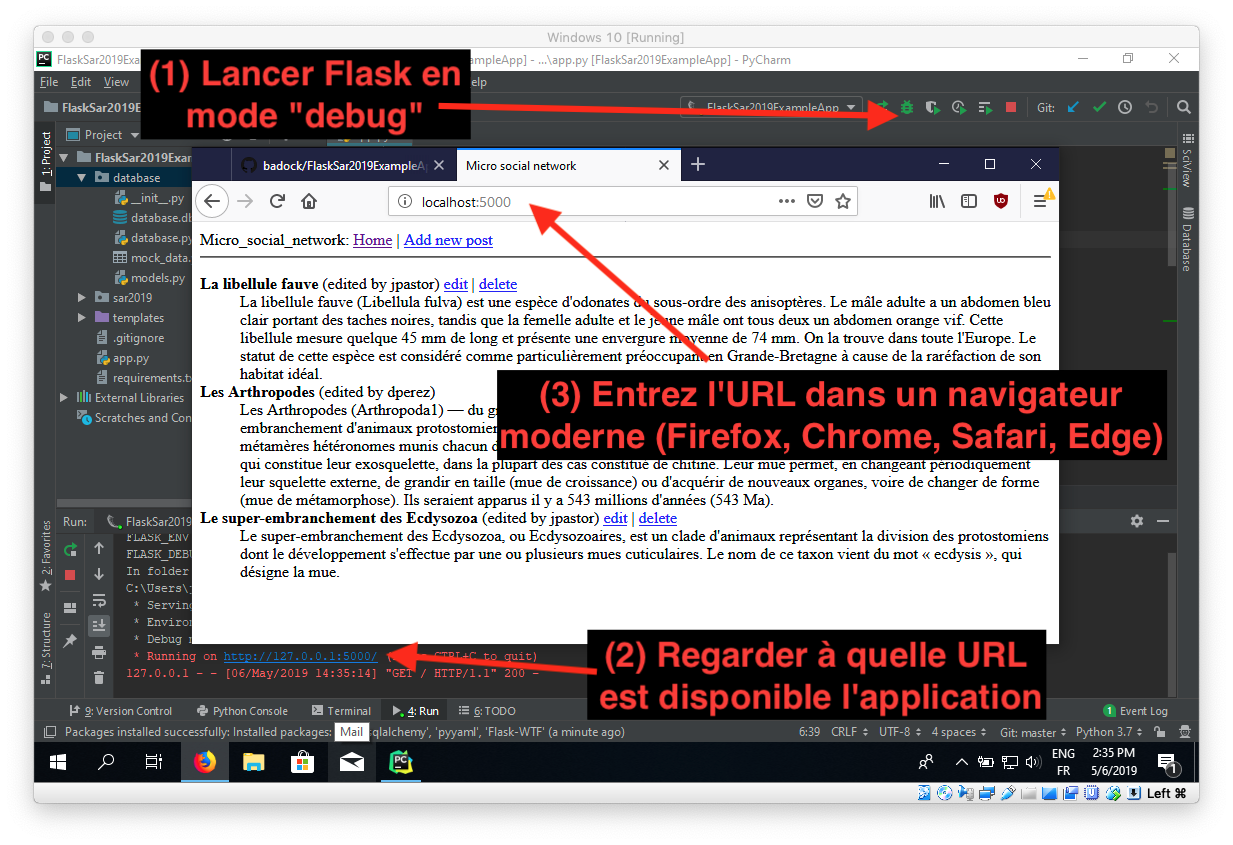 Windows 10 [Running]
FlaskSar2019Exa
ampleApp] - ...\app.py [FlaskSar2019ExampleApp] - PyCharm
File Edit View
elp
(1) Lancer Flask en
mode "debug"
FlaskSar2019E
FlaskSar2019ExampleApp
Git:
1: Project
Project
SciView
Database
FlaskSar2019Exar
database
__init__.py
database.db
database.py
mock_data.
models.py
sar2019
templates
.gitignore
app.py
requirements.tx
External Libraries
Scratches and Con
badock/FlaskSar2019ExampleA
Micro social network
localhost:5000
Micro_social_network: Home | Add new post
La libellule fauve (edited by jpastor) edit | delete
La libellule fauve (Libellula fulva) est une espèce d'odonates du sous-ordre des anisoptères. Le mâle adulte a un abdomen bleu
clair portant des taches noires, tandis que la femelle adulte et le jeune mâle ont tous deux un abdomen orange vif. Cette
libellule mesure quelque 45 mm de long et présente une envergure moyenne de 74 mm. On la trouve dans toute l'Europe. Le
statut de cette espèce est considéré comme particulièrement préoccupant en Grande-Bretagne à cause de la raréfaction de son
habitat idéal.
(3) Entrez l'URL dans un navigateur
moderne (Firefox, Chrome, Safari, Edge)
Les Arthropodes (edited by dperez)
Les Arthropodes (Arthropoda1) — du g
embranchement d'animaux protostomien
métamères hétéronomes munis chacun d
qui constitue leur exosquelette, dans la plupart des cas constitué de chitine. Leur mue permet, en changeant périodiquement
leur squelette externe, de grandir en taille (mue de croissance) ou d'acquérir de nouveaux organes, voire de changer de forme
(mue de métamorphose). Ils seraient apparus il y a 543 millions d'années (543 Ma).
Le super-embranchement des Ecdysozoa (edited by jpastor) edit | delete
Le super-embranchement des Ecdysozoa, ou Ecdysozoaires, est un clade d'animaux représentant la division des protostomiens
dont le développement s'effectue par une ou plusieurs mues cuticulaires. Le nom de ce taxon vient du mot « ecdysis », qui
désigne la mue.
Run: FlaskSar2019
2: Favorites
7: Structure
FLASK_ENV
FLASK_DEBU
In folder
C:\Users\j
* Serving
* Environ
* Debug m
* Running on http://127.0.0.1:5000/ CTRL+C to quit)
127.0.0.1 - - [06/May/2019 14:35:14] "GET / HTTP/1.1" 200 -
(2) Regarder à quelle URL
est disponible l'application
9: Version Control Python Console Terminal 4: Run 6: TODO 1 Event Log
Packages installed successfully: Installed packages: Mail qlalchemy', 'pyyaml', 'Flask-WTF' (a minute ago) 6:39 CRLF UTF-8 4 spaces Git: master Python 3.7
ENG 2:35 PM
FR 5/6/2019 1
Left ⌘